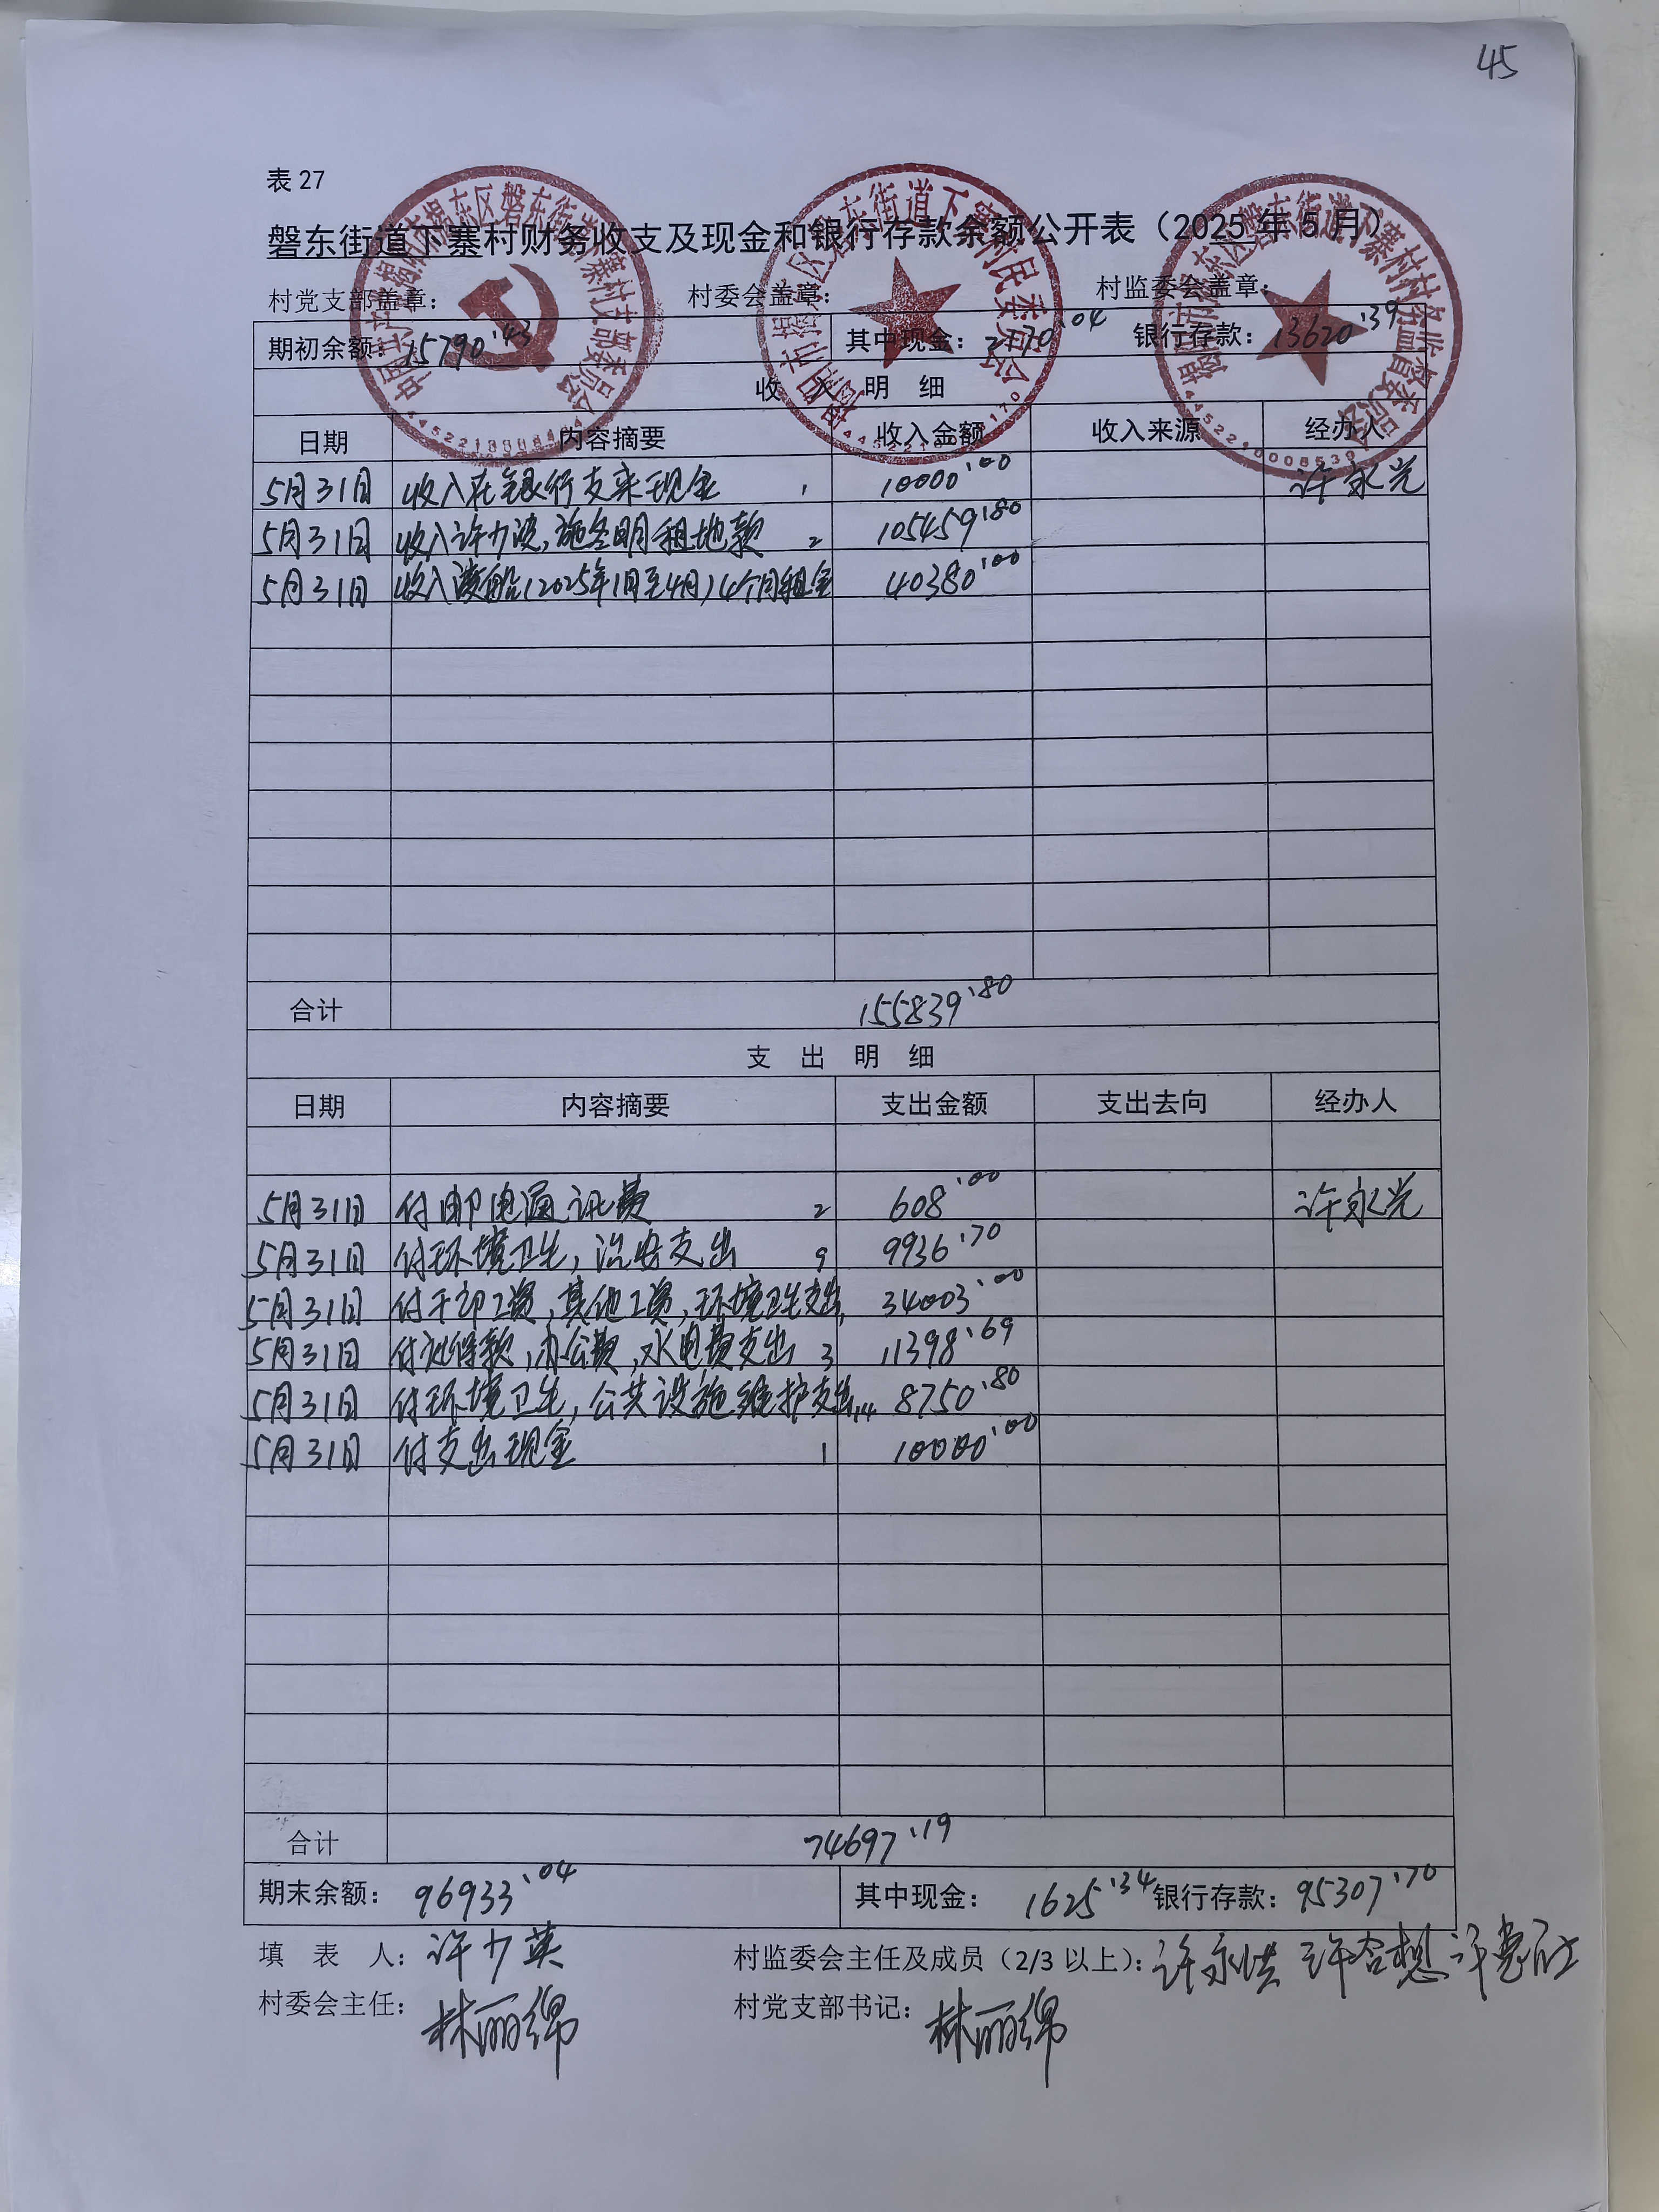 45
表 27
磐东街道下寨村财务收支及现金和银行存款余额公开表（2025 年 5 月）
村党支部盖章： 村委会盖章： 村监委会盖章：
期初余额：15790.43 其中现金：2170.04 银行存款：13620.39
收 入 明 细
日期 内容摘要 收入金额 收入来源 经办人
5月31日 收入在银行支来现金 1 10000.00 许永光
5月31日 收入许少波,施冬明租地款 2 105459.80
5月31日 收入渡船(2025年1月至4月)4个月租金 40380.00
合计 155839.80
支 出 明 细
日期 内容摘要 支出金额 支出去向 经办人
5月31日 付邮电通讯费 2 608.00 许永光
5月31日 付环境卫生,治安支出 9 9936.70
5月31日 付干部工资,其他工资,环境卫生支出 34003.00
5月31日 付社保款,办公费,水电费支出 3 11398.69
5月31日 付环境卫生,公共设施维护支出 14 8750.80
5月31日 付支出现金 1 10000.00
合计 74697.19
期末余额： 96933.04 其中现金： 1625.34 银行存款：95307.70
填 表 人：许少英 村监委会主任及成员（2/3 以上）：许永洪 许合想 许惠
村委会主任：林丽绵 村党支部书记：林丽绵